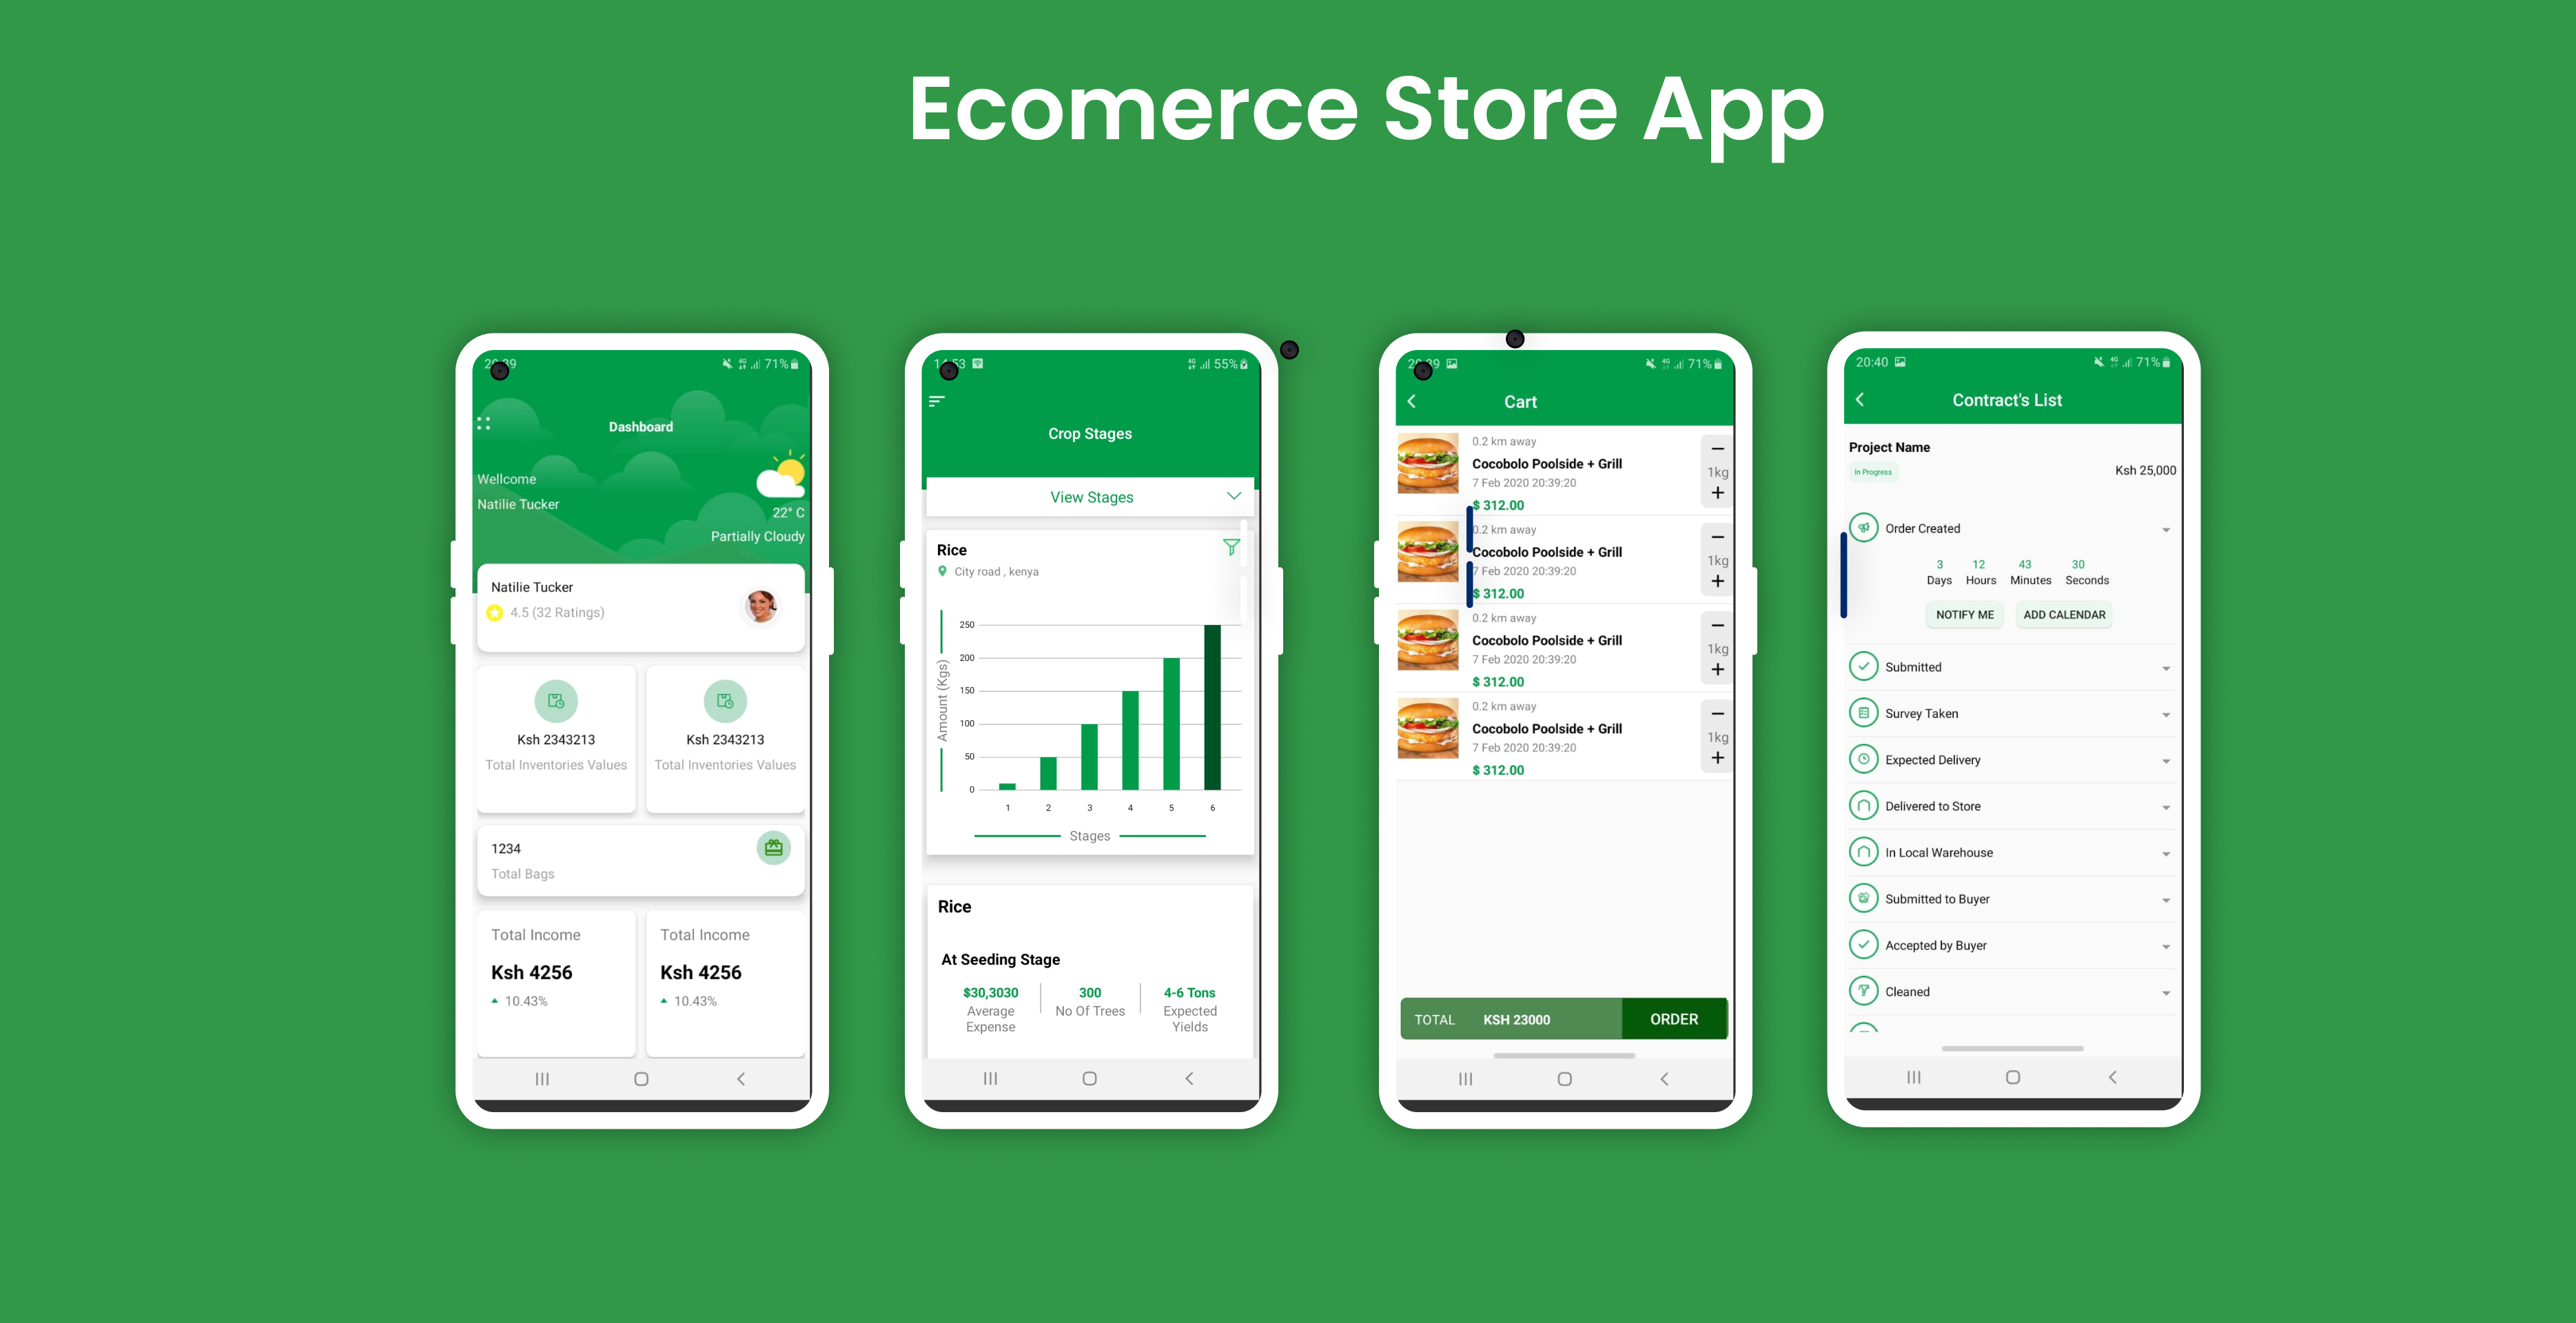 Ecomerce Store App
71%
Dashboard
Wellcome
Natilie Tucker
22° C
Partially Cloudy
Natilie Tucker
4.5 (32 Ratings)
Ksh 2343213
Total Inventories Values
Ksh 2343213
Total Inventories Values
1234
Total Bags
Total Income
Ksh 4256
10.43%
Total Income
Ksh 4256
10.43%
4G 55%
Crop Stages
View Stages
Rice
City road , kenya
Amount (Kgs)
250
200
150
100
50
0
1 2 3 4 5 6
Stages
Rice
At Seeding Stage
$30,3030
Average
Expense
300
No Of Trees
4-6 Tons
Expected
Yields
4G 71%
Cart
0.2 km away
Cocobolo Poolside + Grill
7 Feb 2020 20:39:20
$ 312.00
1kg
0.2 km away
Cocobolo Poolside + Grill
7 Feb 2020 20:39:20
$ 312.00
1kg
0.2 km away
Cocobolo Poolside + Grill
7 Feb 2020 20:39:20
$ 312.00
1kg
0.2 km away
Cocobolo Poolside + Grill
7 Feb 2020 20:39:20
$ 312.00
1kg
TOTAL KSH 23000 ORDER
20:40 4G 71%
Contract's List
Project Name
In Progress
Ksh 25,000
Order Created
3 12 43 30
Days Hours Minutes Seconds
NOTIFY ME ADD CALENDAR
Submitted
Survey Taken
Expected Delivery
Delivered to Store
In Local Warehouse
Submitted to Buyer
Accepted by Buyer
Cleaned